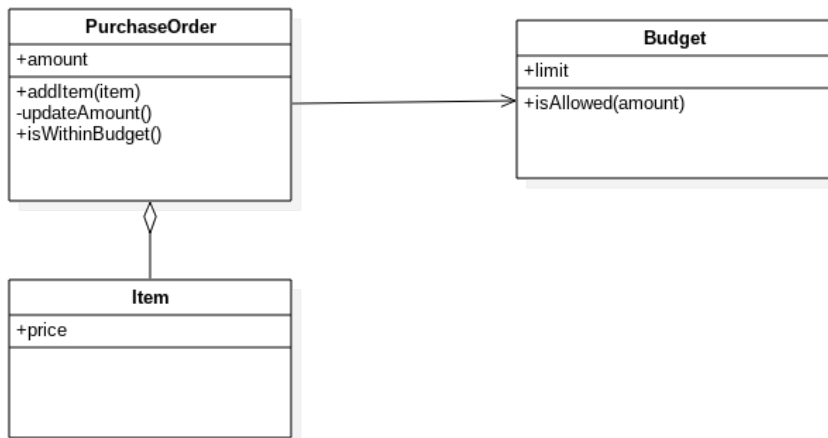 PurchaseOrder
+amount
+addItem(item)
-updateAmount()
+isWithinBudget()
Budget
+limit
+isAllowed(amount)
Item
+price